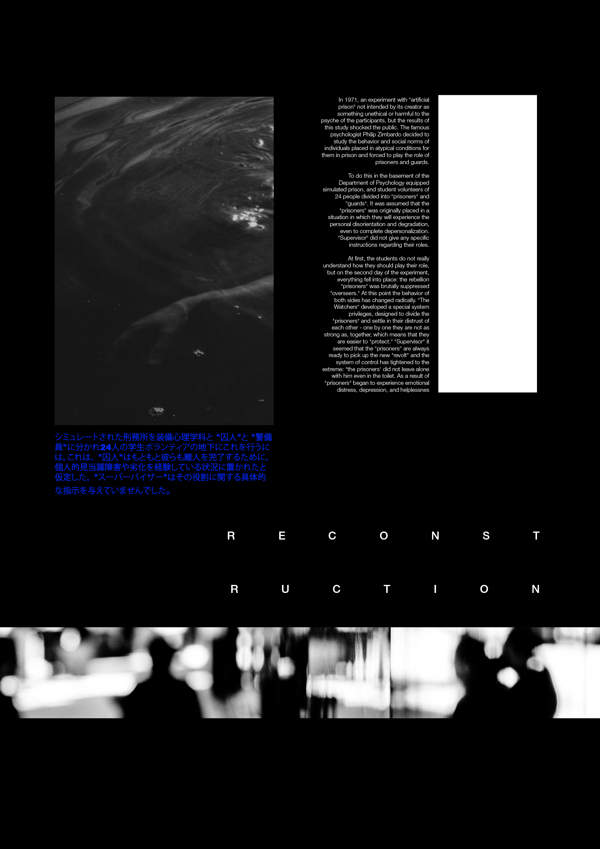 In 1971, an experiment with "artificial
prison" not intended by its creator as
something unethical or harmful to the
psyche of the participants, but the results of
this study shocked the public. The famous
psychologist Philip Zimbardo decided to
study the behavior and social norms of
individuals placed in atypical conditions for
them in prison and forced to play the role of
prisoners and guards.
To do this in the basement of the
Department of Psychology equipped
simulated prison, and student volunteers of
24 people divided into "prisoners" and
"guards". It was assumed that the
"prisoners" was originally placed in a
situation in which they will experience the
personal disorientation and degradation,
even to complete depersonalization.
"Supervisor" did not give any specific
instructions regarding their roles.
At first, the students do not really
understand how they should play their role,
but on the second day of the experiment,
everything fell into place: the rebellion
"prisoners" was brutally suppressed
"overseers." At this point the behavior of
both sides has changed radically. "The
Watchers" developed a special system
privileges, designed to divide the
"prisoners" and settle in their distrust of
each other - one by one they are not as
strong as, together, which means that they
are easier to "protect." "Supervisor" it
seemed that the "prisoners" are always
ready to pick up the new "revolt" and the
system of control has tightened to the
extreme: "the prisoners' did not leave alone
with him even in the toilet. As a result of
"prisoners" began to experience emotional
distress, depression, and helplessnes
シミュレートされた刑務所を装備心理学科と "囚人"と "警備
員"に分かれ24人の学生ボランティアの地下にこれを行うに
は。これは、"囚人"はもともと彼らも離人を完了するために、
個人的見当識障害や劣化を経験している状況に置かれたと
仮定した。"スーパーバイザー"はその役割に関する具体的
な指示を与えていませんでした。
RECONST
RUCTION